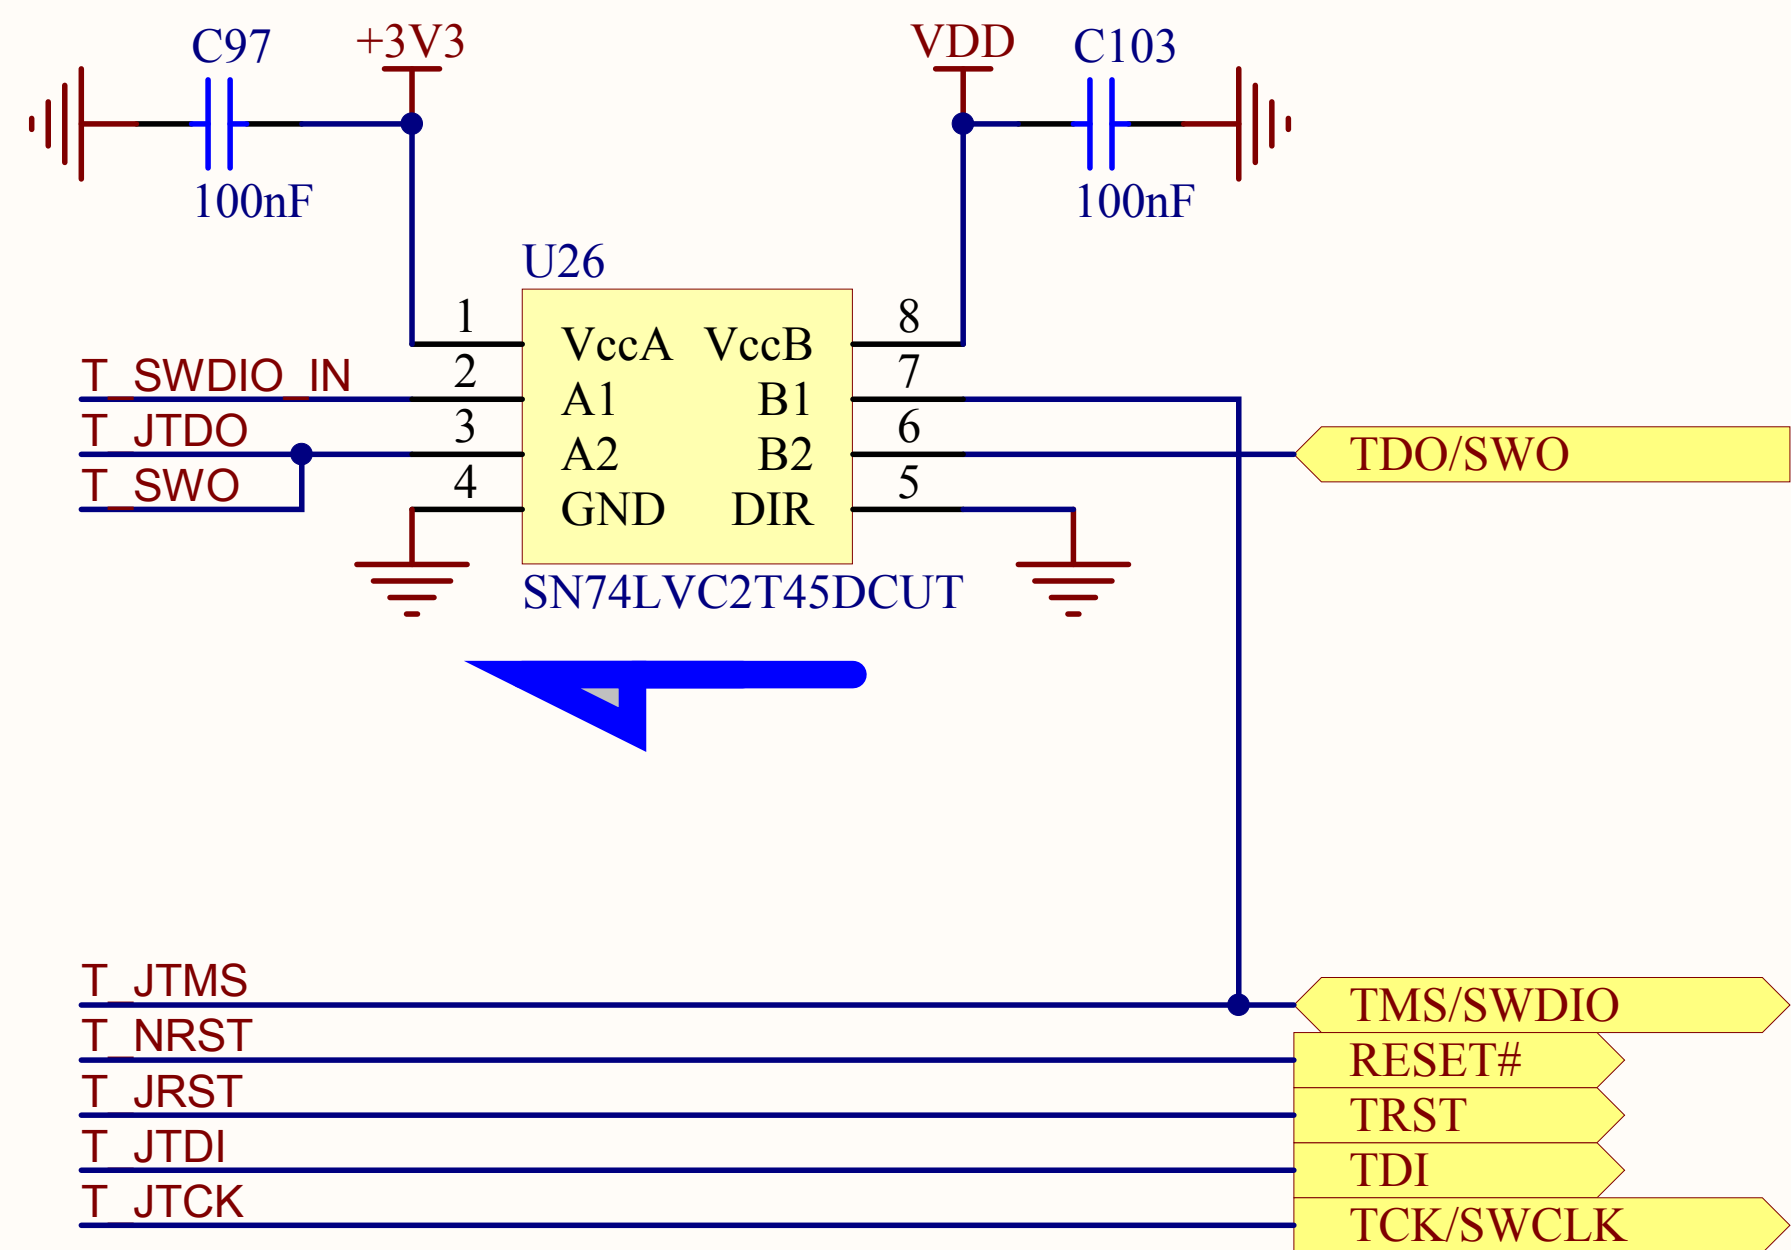 C97 +3V3 VDD C103
100nF 100nF
U26
1 8
VccA VccB
T_SWDIO_IN 2 7
A1 B1
T_JTDO 3 6
A2 B2 TDO/SWO
T_SWO 4 5
GND DIR
SN74LVC2T45DCUT
T_JTMS TMS/SWDIO
T_NRST RESET#
T_JRST TRST
T_JTDI TDI
T_JTCK TCK/SWCLK